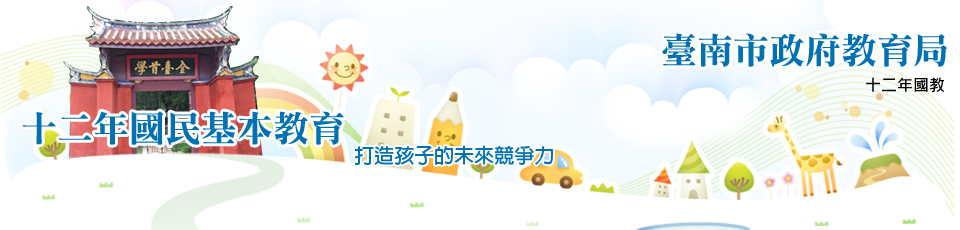 學首臺全
臺南市政府教育局
十二年國教
十二年國民基本教育
打造孩子的未來競爭力